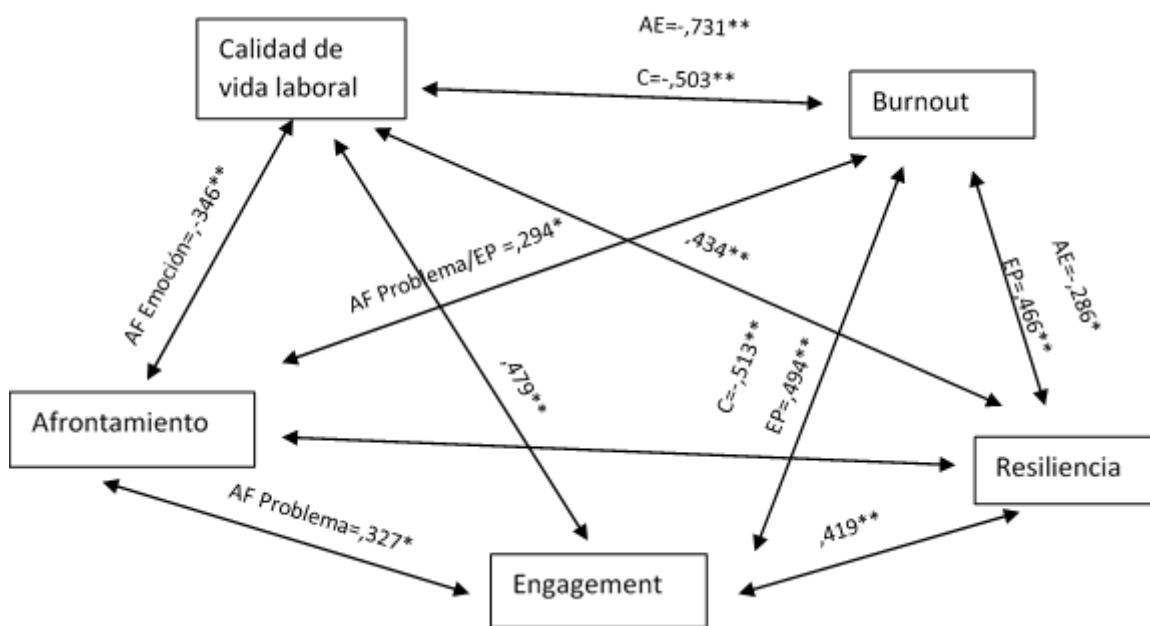 Calidad de
vida laboral
AE=-,731**
C=-,503**
Burnout
AF Emoción=,-346**
AF Problema/EP =,294*
,434**
AE=-,286*
EP=,466**
,479**
C=-,513**
EP=,494**
Afrontamiento
Resiliencia
AF Problema=,327*
,419**
Engagement